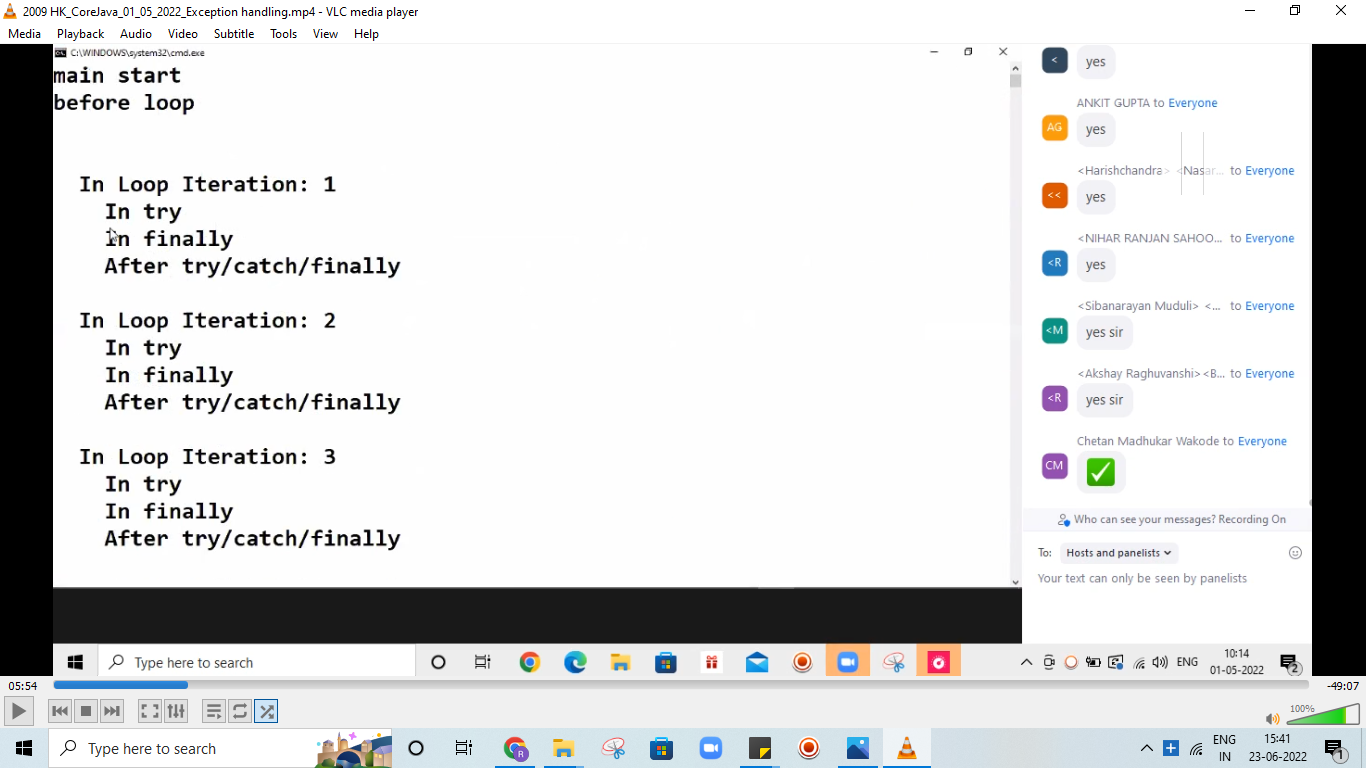 2009 HK_CoreJava_01_05_2022_Exception handling.mp4 - VLC media player
Media Playback Audio Video Subtitle Tools View Help
C:\WINDOWS\system32\cmd.exe
main start
before loop
In Loop Iteration: 1
In try
In finally
After try/catch/finally
In Loop Iteration: 2
In try
In finally
After try/catch/finally
In Loop Iteration: 3
In try
In finally
After try/catch/finally
<
yes
ANKIT GUPTA to Everyone
AG
yes
<Harishchandra> <Nasar... to Everyone
<<
yes
<NIHAR RANJAN SAHOO... to Everyone
<R
yes
<Sibanarayan Muduli> <... to Everyone
<M
yes sir
<Akshay Raghuvanshi> <B... to Everyone
<R
yes sir
Chetan Madhukar Wakode to Everyone
CM
Who can see your messages? Recording On
To: Hosts and panelists
Your text can only be seen by panelists
Type here to search
ENG
10:14
01-05-2022
2
05:54
-49:07
100%
Type here to search
R
ENG
IN
15:41
23-06-2022
1